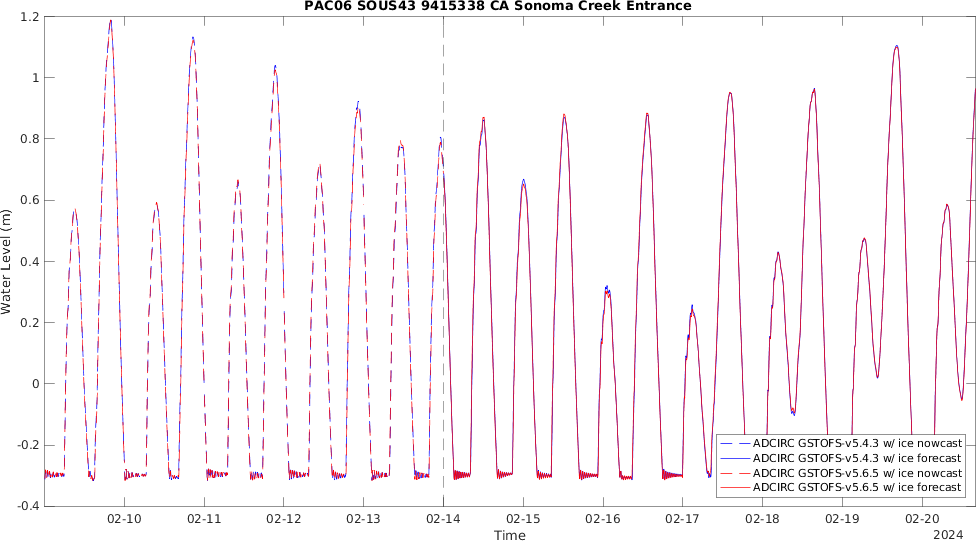 PAC06 SOUS43 9415338 CA Sonoma Creek Entrance
1.2
1
0.8
0.6
0.4
0.2
0
-0.2
-0.4
Water Level (m)
ADCIRC GSTOFS-v5.4.3 w/ ice nowcast
ADCIRC GSTOFS-v5.4.3 w/ ice forecast
ADCIRC GSTOFS-v5.6.5 w/ ice nowcast
ADCIRC GSTOFS-v5.6.5 w/ ice forecast
02-10 02-11 02-12 02-13 02-14 02-15 02-16 02-17 02-18 02-19 02-20
Time
2024